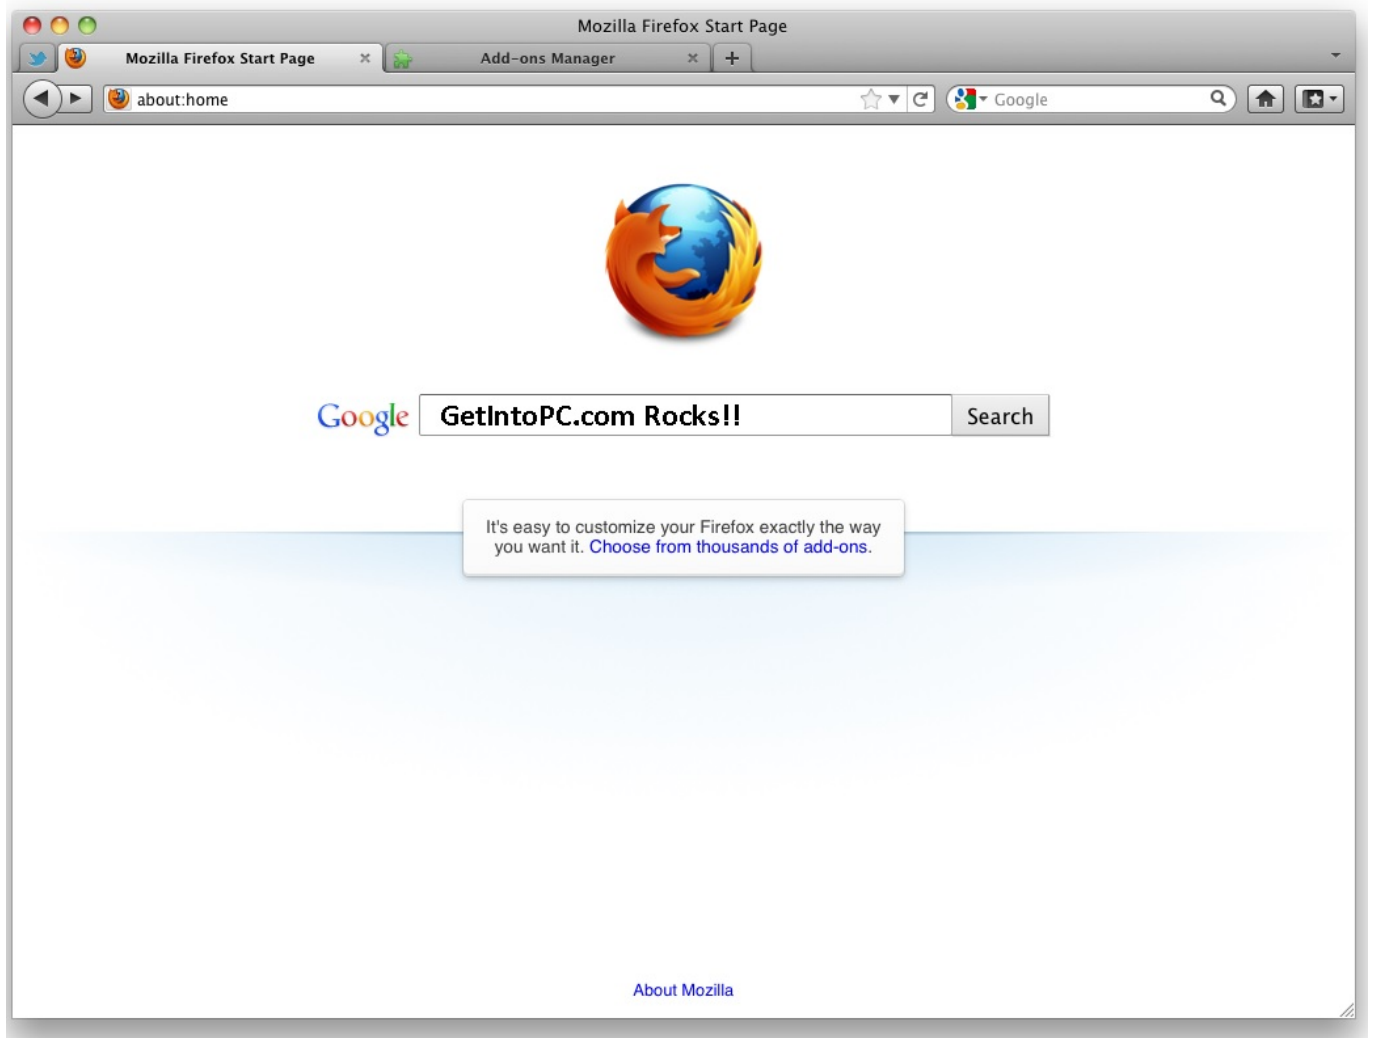 Mozilla Firefox Start Page
Mozilla Firefox Start Page
Add-ons Manager
about:home
Google
Google
GetIntoPC.com Rocks!!
Search
It's easy to customize your Firefox exactly the way
you want it. Choose from thousands of add-ons.
About Mozilla